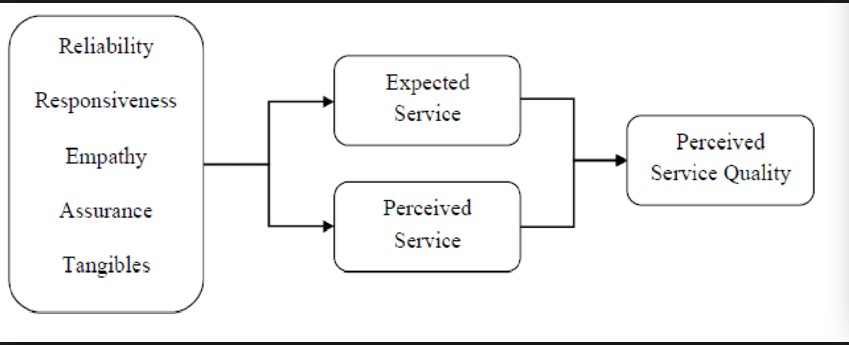 Reliability
Responsiveness
Empathy
Assurance
Tangibles
Expected
Service
Perceived
Service
Perceived
Service Quality